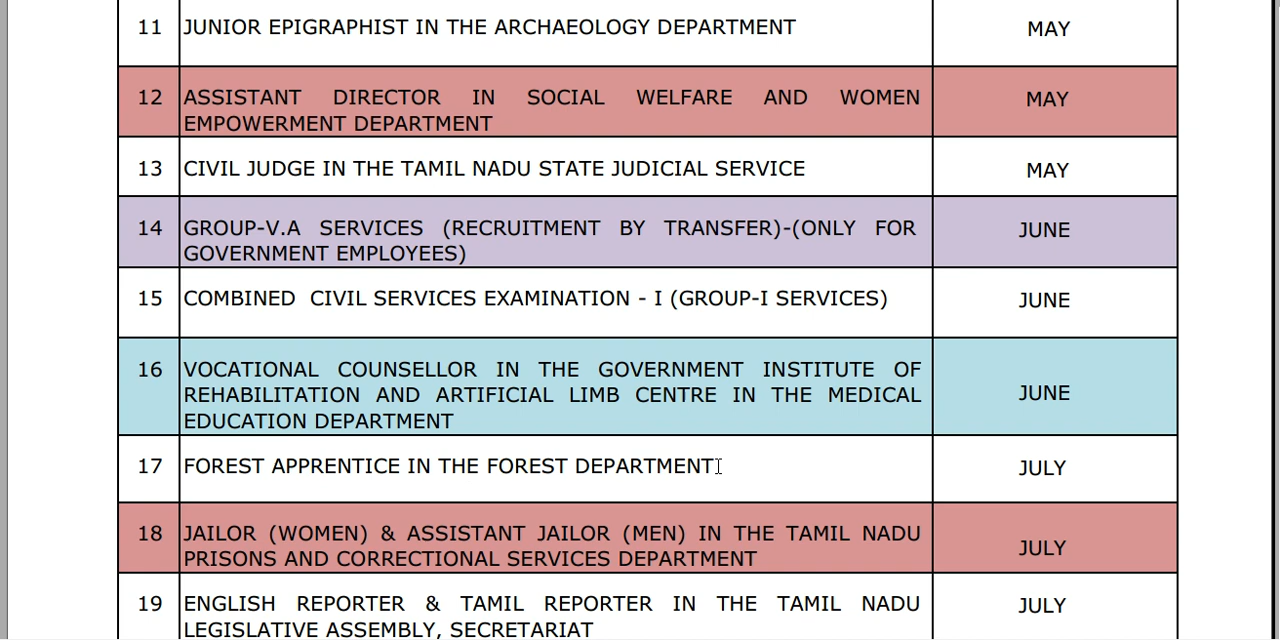 11 JUNIOR EPIGRAPHIST IN THE ARCHAEOLOGY DEPARTMENT MAY
12 ASSISTANT DIRECTOR IN SOCIAL WELFARE AND WOMEN MAY
EMPOWERMENT DEPARTMENT
13 CIVIL JUDGE IN THE TAMIL NADU STATE JUDICIAL SERVICE MAY
14 GROUP-V.A SERVICES (RECRUITMENT BY TRANSFER)-(ONLY FOR JUNE
GOVERNMENT EMPLOYEES)
15 COMBINED CIVIL SERVICES EXAMINATION - I (GROUP-I SERVICES) JUNE
16 VOCATIONAL COUNSELLOR IN THE GOVERNMENT INSTITUTE OF
REHABILITATION AND ARTIFICIAL LIMB CENTRE IN THE MEDICAL JUNE
EDUCATION DEPARTMENT
17 FOREST APPRENTICE IN THE FOREST DEPARTMENT JULY
18 JAILOR (WOMEN) & ASSISTANT JAILOR (MEN) IN THE TAMIL NADU JULY
PRISONS AND CORRECTIONAL SERVICES DEPARTMENT
19 ENGLISH REPORTER & TAMIL REPORTER IN THE TAMIL NADU JULY
LEGISLATIVE ASSEMBLY, SECRETARIAT